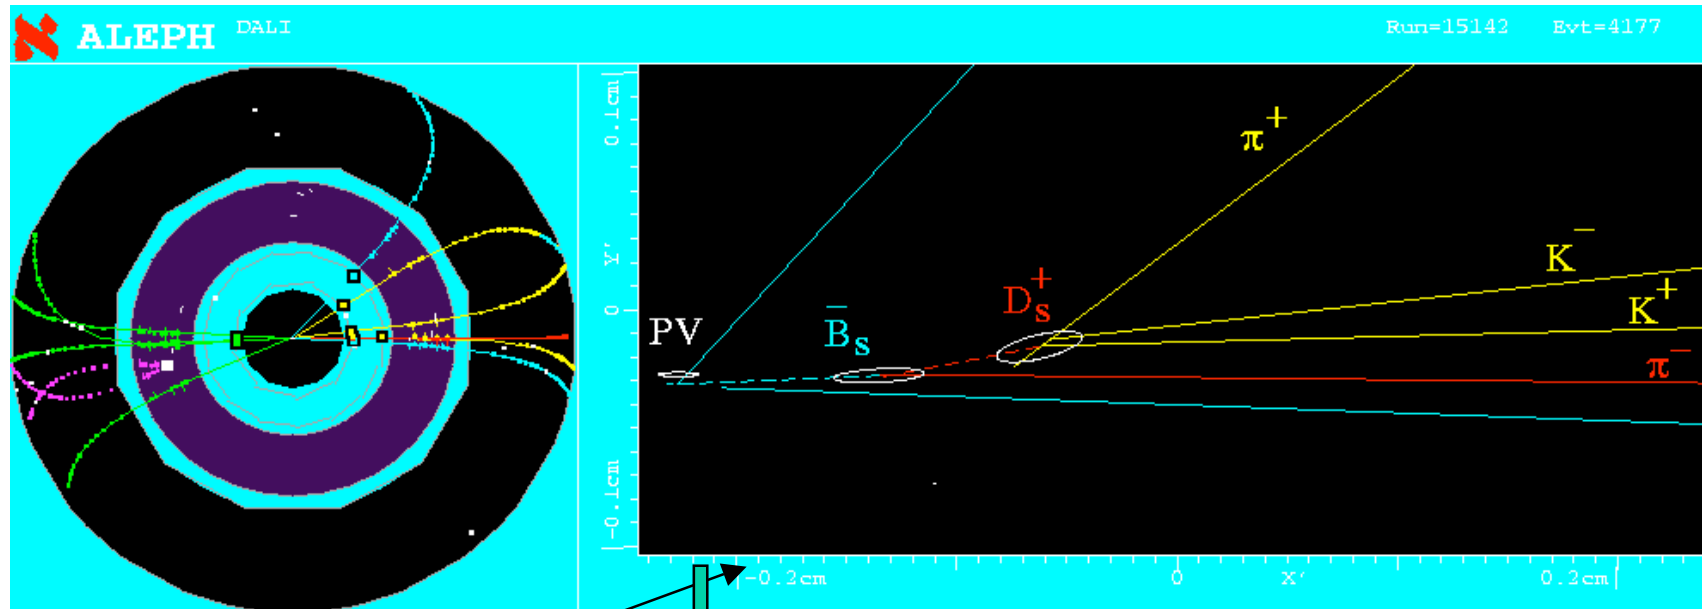 ALEPH DALI Run=15142 Evt=4177
0.1cm
Y'
0
-0.1cm
π+
K−
K+
Ds+
B̄s
PV
π−
-0.2cm 0 X' 0.2cm